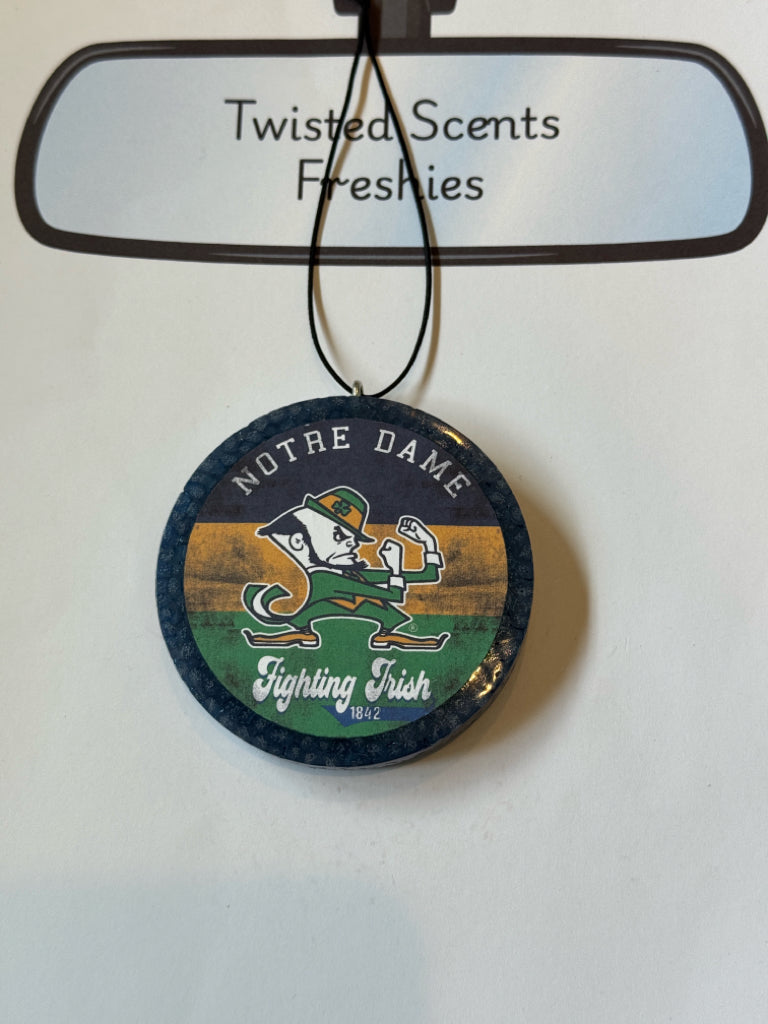 Twisted Scents
Freshies
NOTRE DAME
Fighting Irish
1842